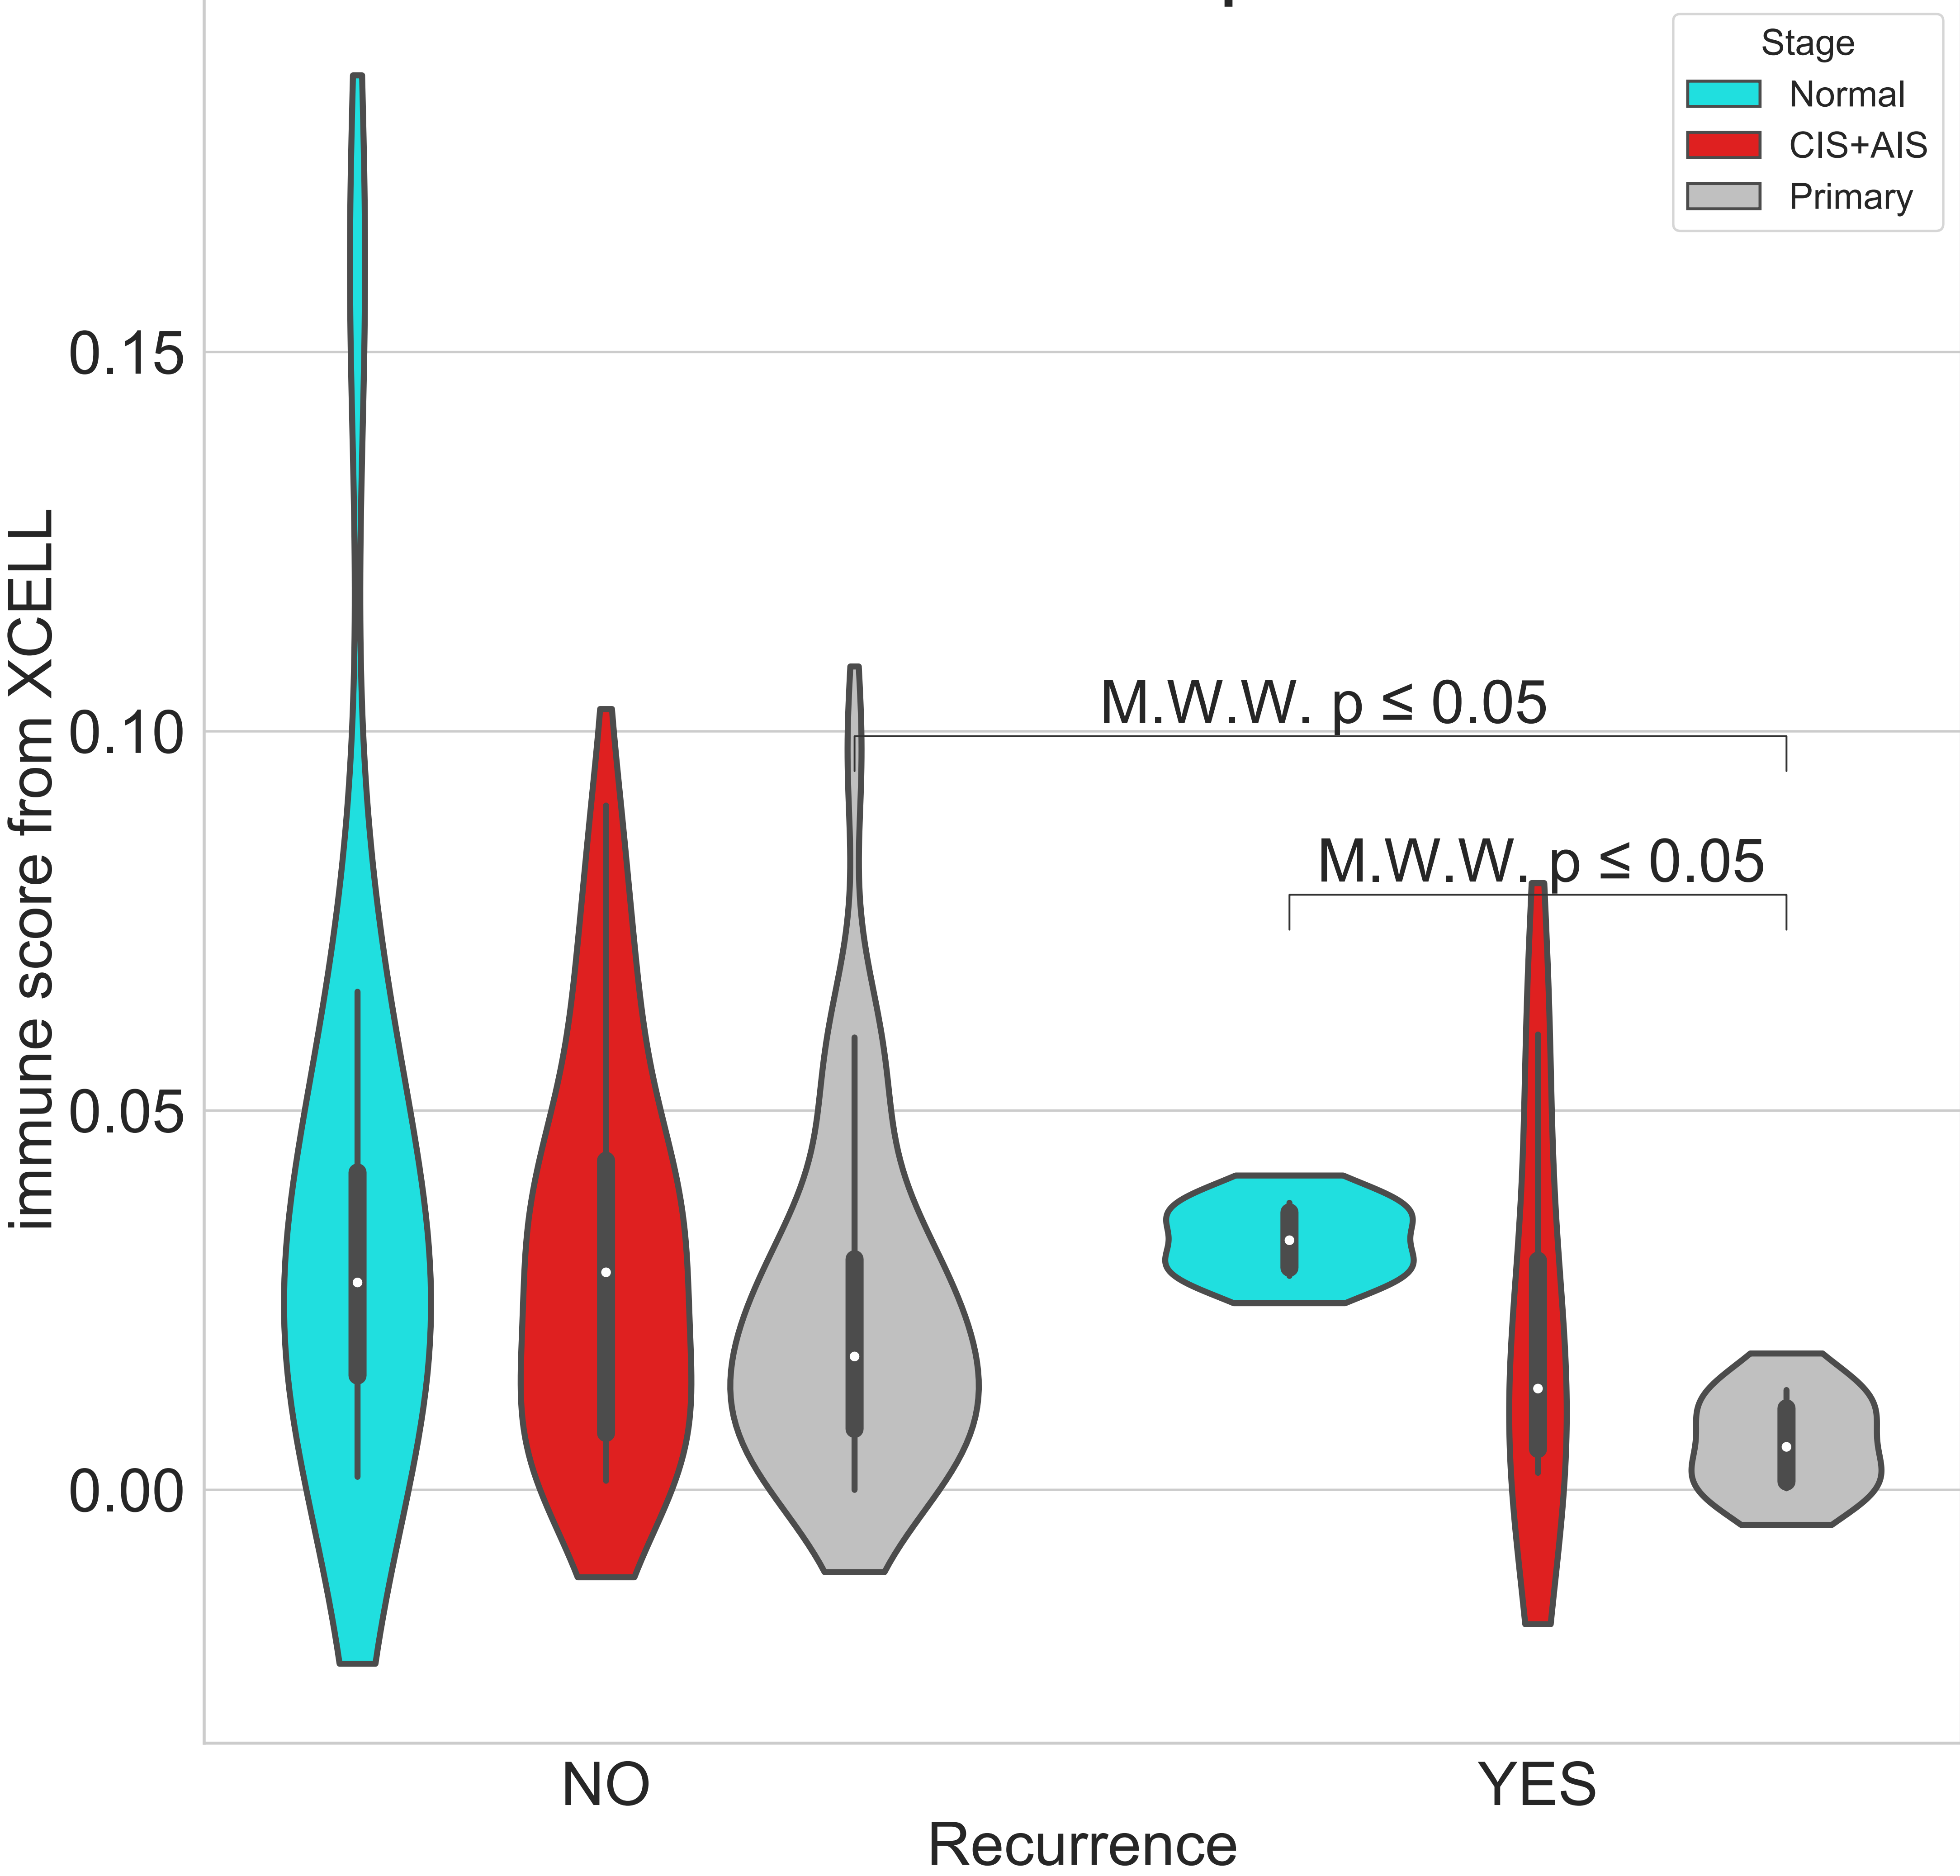 Stage
Normal
CIS+AIS
Primary
immune score from XCELL
0.15
0.10
0.05
0.00
M.W.W. p ≤ 0.05
M.W.W. p ≤ 0.05
NO
YES
Recurrence